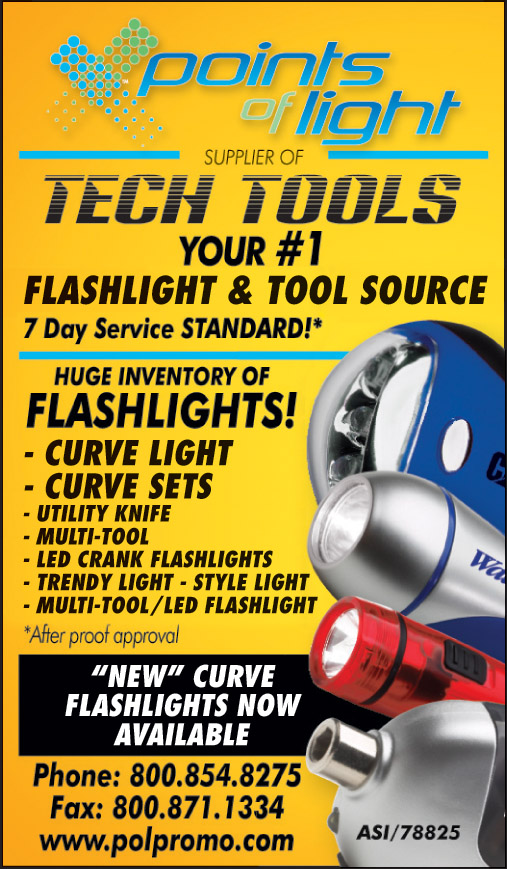 points
of light
™
SUPPLIER OF
TECH TOOLS
YOUR #1
FLASHLIGHT & TOOL SOURCE
7 Day Service STANDARD!*
HUGE INVENTORY OF
FLASHLIGHTS!
- CURVE LIGHT
- CURVE SETS
- UTILITY KNIFE
- MULTI-TOOL
- LED CRANK FLASHLIGHTS
- TRENDY LIGHT - STYLE LIGHT
- MULTI-TOOL/LED FLASHLIGHT
*After proof approval
"NEW" CURVE
FLASHLIGHTS NOW
AVAILABLE
Phone: 800.854.8275
Fax: 800.871.1334
www.polpromo.com
ASI/78825